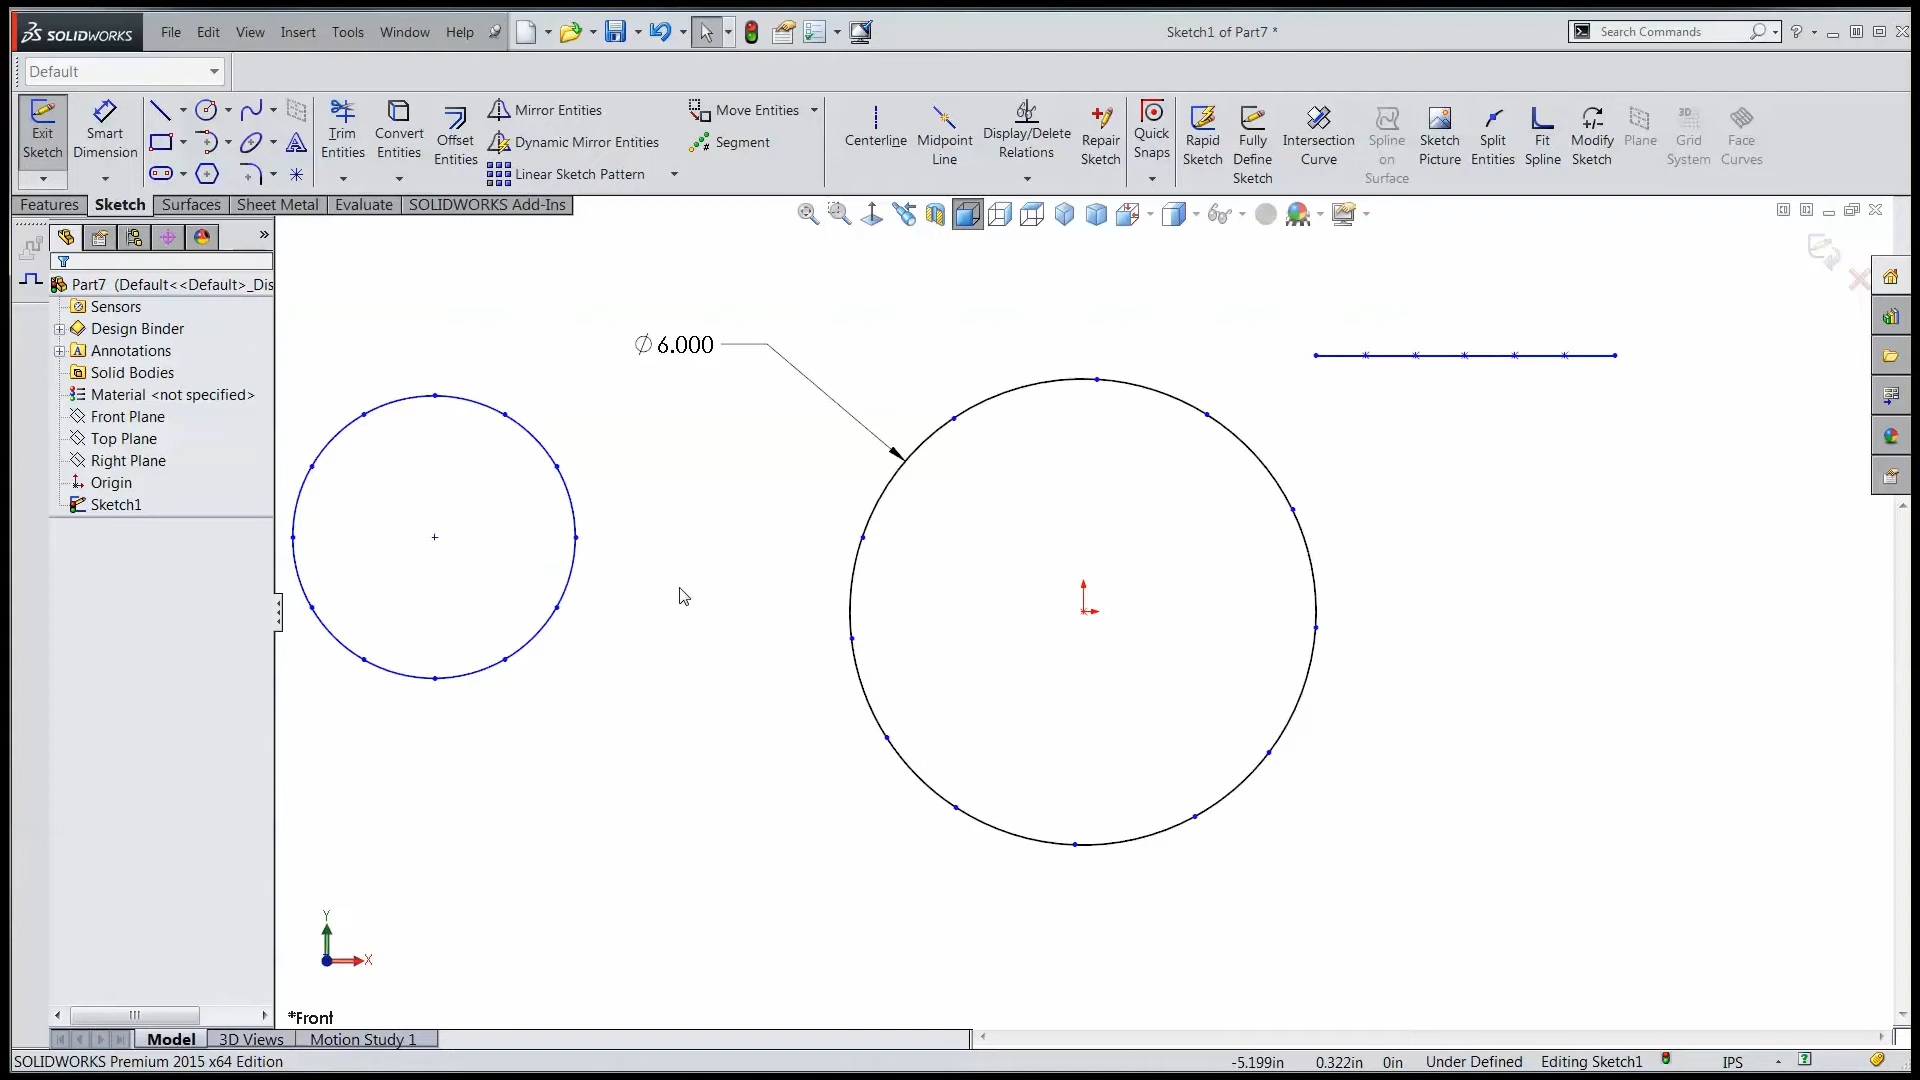 SOLIDWORKS File Edit View Insert Tools Window Help Sketch1 of Part7 * Search Commands
Default
Exit Sketch
Smart Dimension
Trim Entities
Convert Entities
Offset Entities
Mirror Entities
Dynamic Mirror Entities
Linear Sketch Pattern
Move Entities
Segment
Centerline
Midpoint Line
Display/Delete Relations
Repair Sketch
Quick Snaps
Rapid Sketch
Fully Define Sketch
Intersection Curve
Spline on Surface
Sketch Picture
Split Entities
Fit Spline
Modify Sketch
Plane
3D Grid System
Face Curves
Features Sketch Surfaces Sheet Metal Evaluate SOLIDWORKS Add-Ins
Part7 (Default<<Default>_Dis
Sensors
Design Binder
Annotations
Solid Bodies
Material <not specified>
Front Plane
Top Plane
Right Plane
Origin
Sketch1
∅ 6.000
Y
X
*Front
Model 3D Views Motion Study 1
SOLIDWORKS Premium 2015 x64 Edition -5.199in 0.322in 0in Under Defined Editing Sketch1 IPS